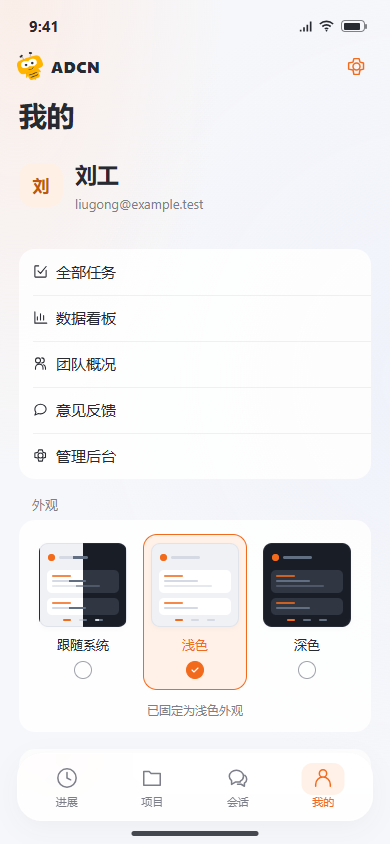 9:41
ADCN
我的
刘
刘工
liugong@example.test
全部任务
数据看板
团队概况
意见反馈
管理后台
外观
跟随系统
浅色
深色
已固定为浅色外观
进展
项目
会话
我的